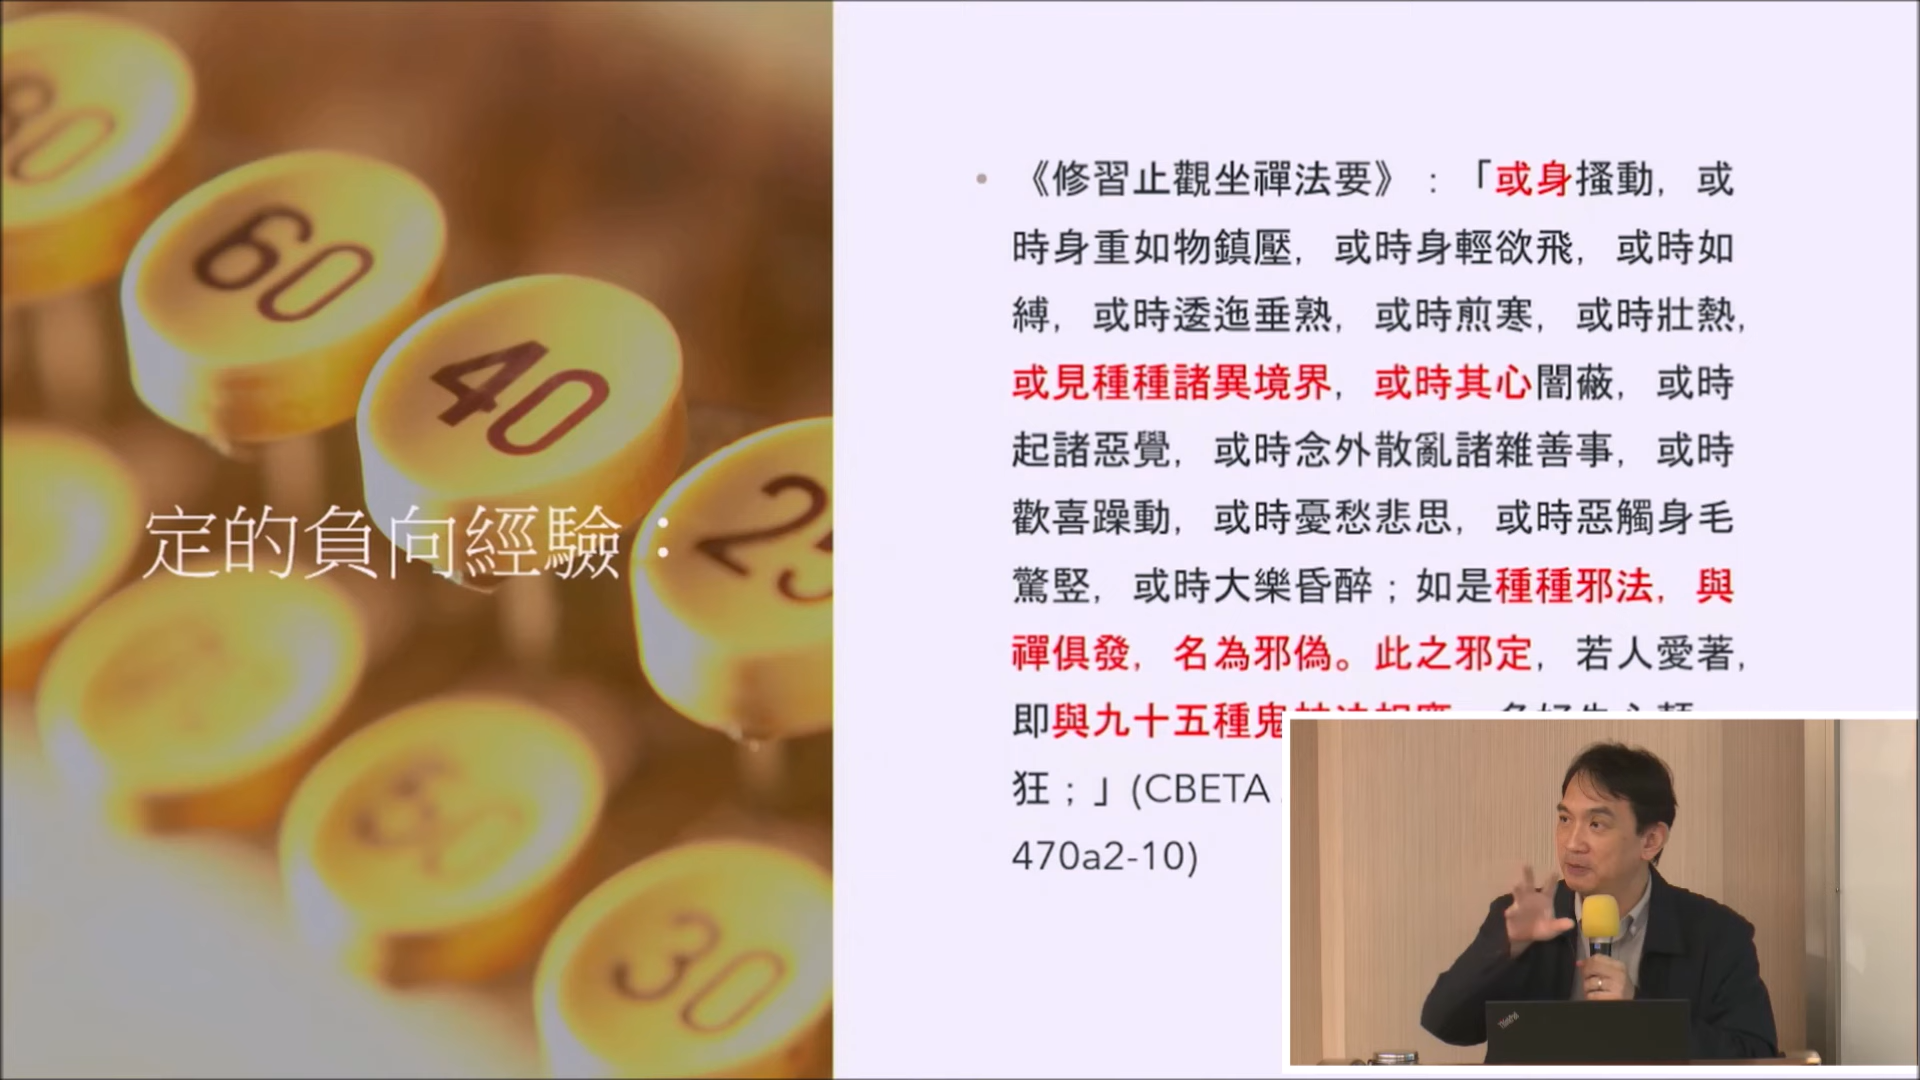 60
40
25
30
定的負向經驗：
• 《修習止觀坐禪法要》：「或身搔動，或
時身重如物鎮壓，或時身輕欲飛，或時如
縛，或時逶迤垂熟，或時煎寒，或時壯熱，
或見種種諸異境界，或時其心闇蔽，或時
起諸惡覺，或時念外散亂諸雜善事，或時
歡喜躁動，或時憂愁悲思，或時惡觸身毛
驚竪，或時大樂昏醉；如是種種邪法，與
禪俱發，名為邪偽。此之邪定，若人愛著，
即與九十五種鬼
狂；」(CBETA
470a2-10)
ThinkPad